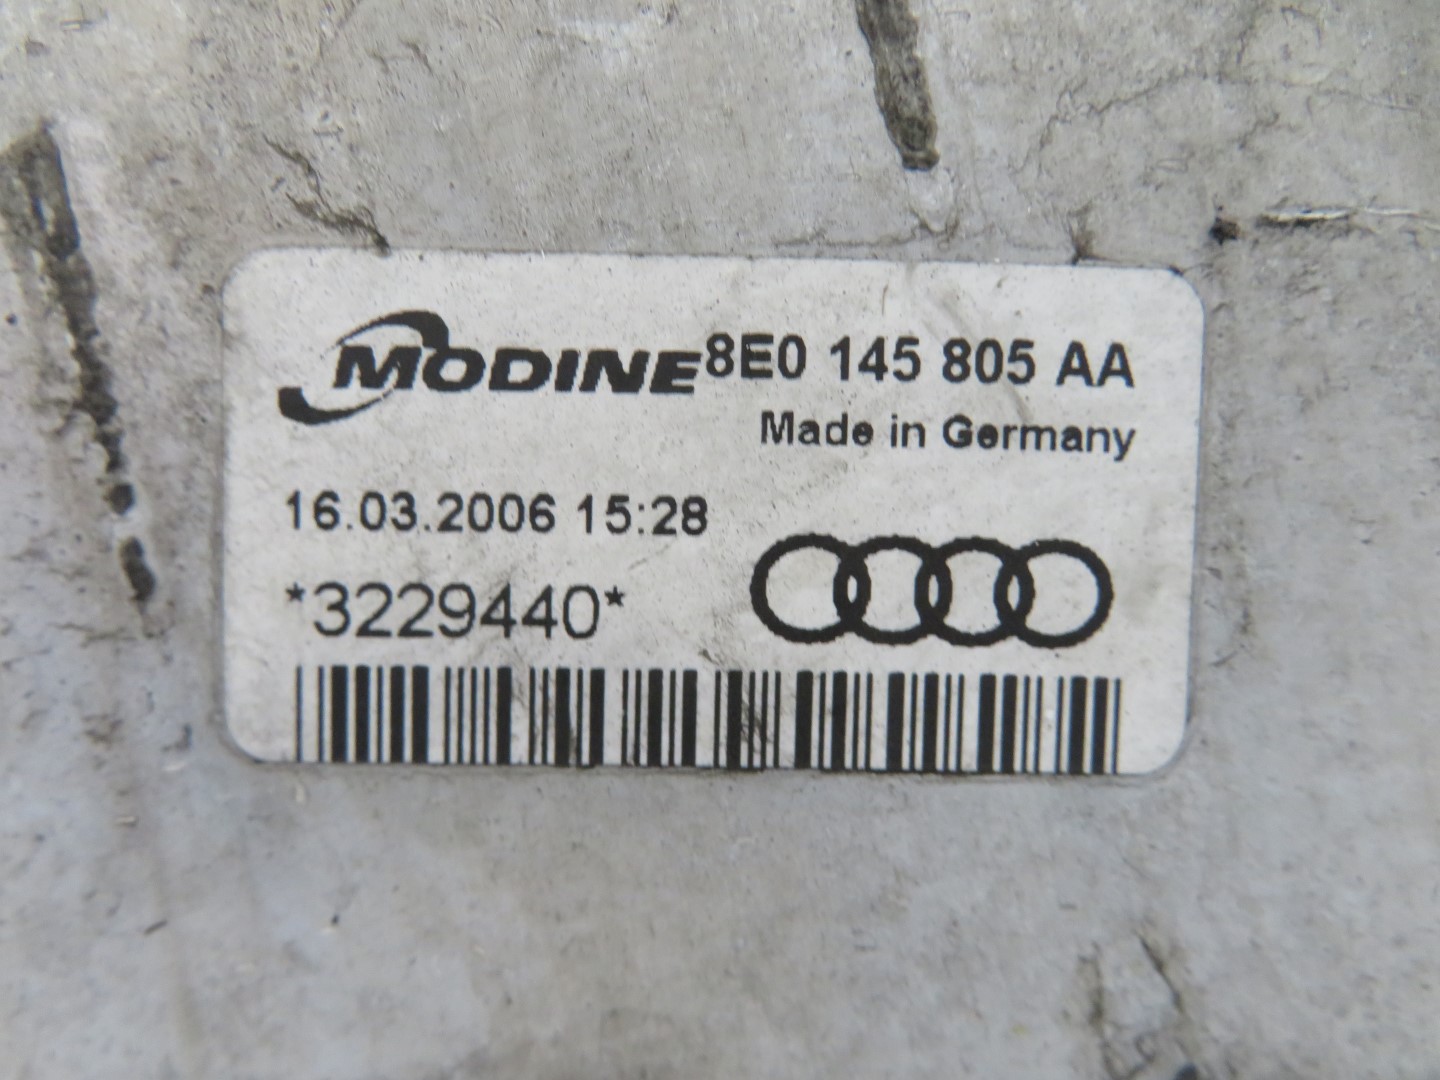 MODINE 8E0 145 805 AA
Made in Germany
16.03.2006 15:28
*3229440*